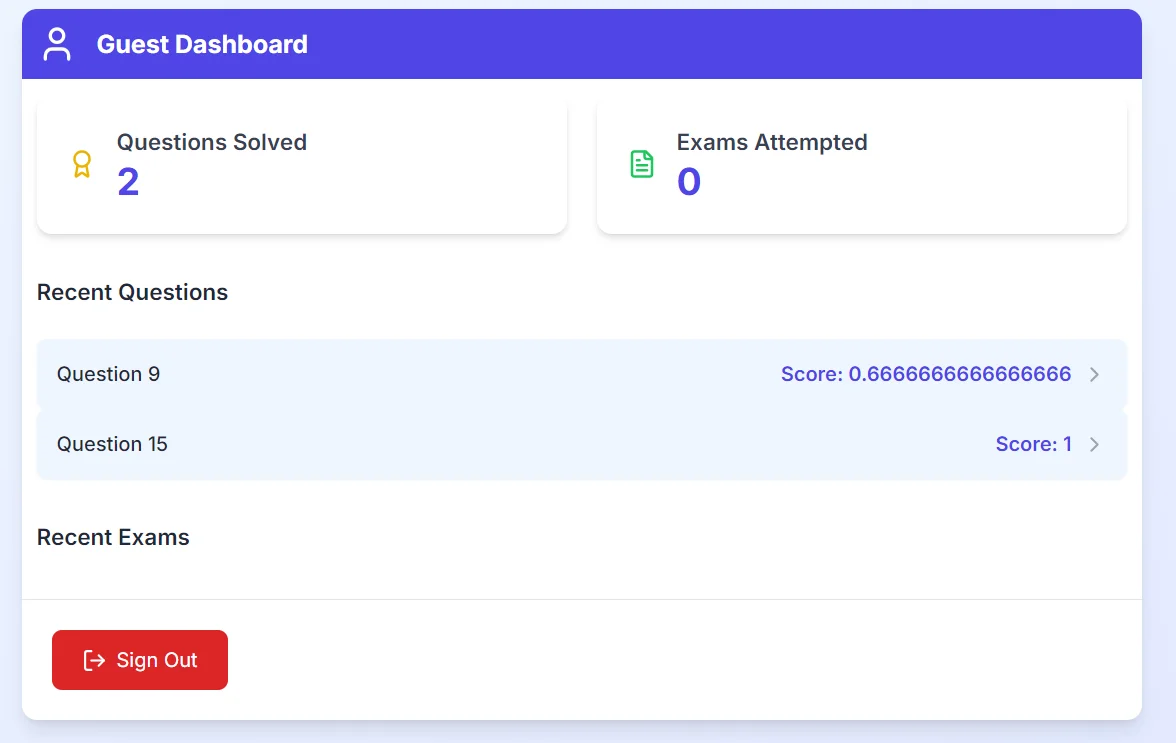 Guest Dashboard
Questions Solved
2
Exams Attempted
0
Recent Questions
Question 9 Score: 0.6666666666666666
Question 15 Score: 1
Recent Exams
Sign Out